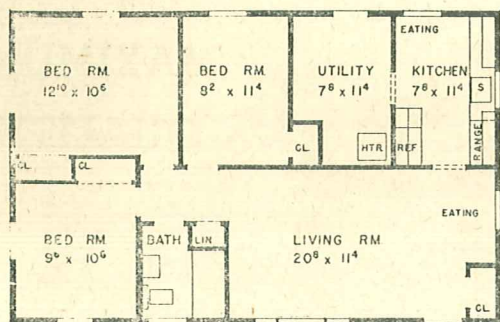 EATING
BED RM.
12¹⁰ x 10⁶
BED RM.
8² x 11⁴
UTILITY
7⁸ x 11⁴
KITCHEN
7⁸ x 11⁴
S
CL.
HTR.
REF
RANGE
CL.
CL.
EATING
BED RM.
9⁶ x 10⁶
BATH
LIN.
LIVING RM.
20⁸ x 11⁴
CL.